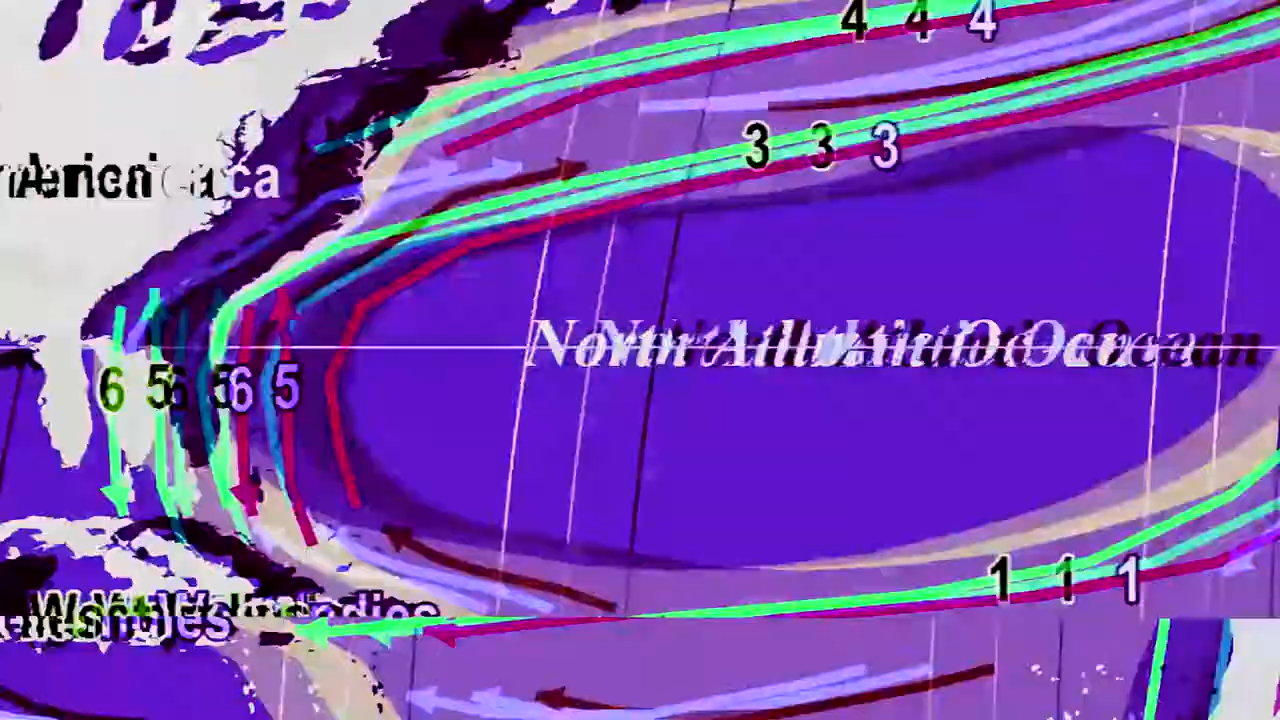 4 4 4
3 3 3
America
North Atlantic Ocean
6 5 6 5 6 5
1 1 1
West Indies